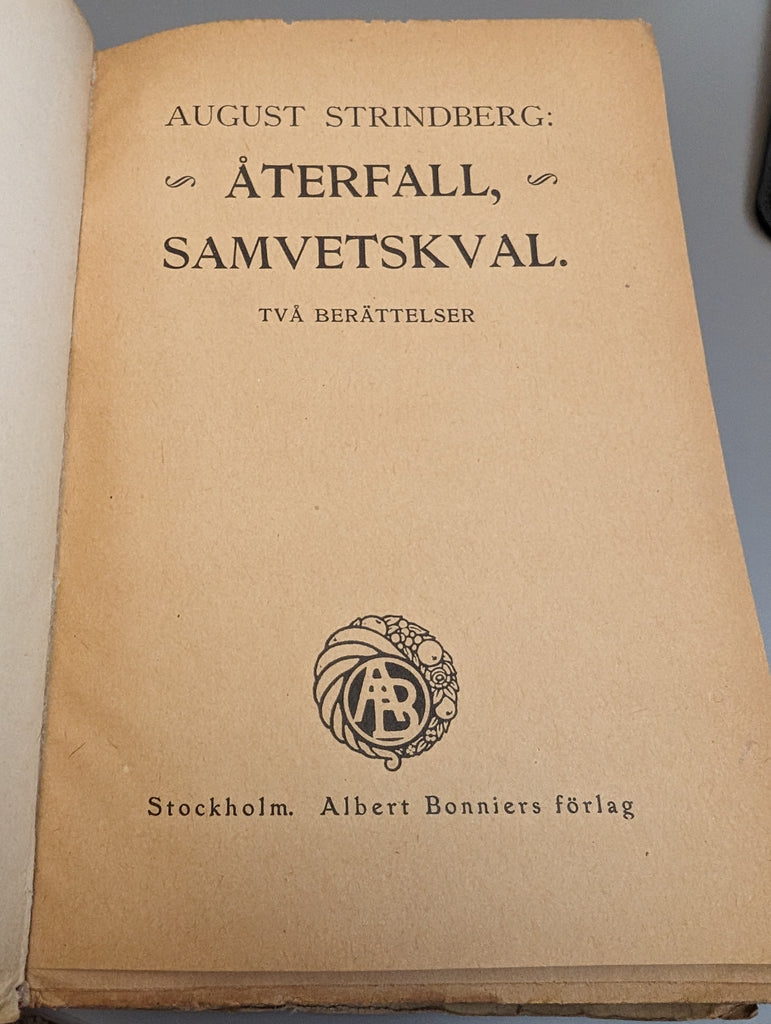 AUGUST STRINDBERG:
ÅTERFALL,
SAMVETSKVAL.
TVÅ BERÄTTELSER
AB
Stockholm. Albert Bonniers förlag